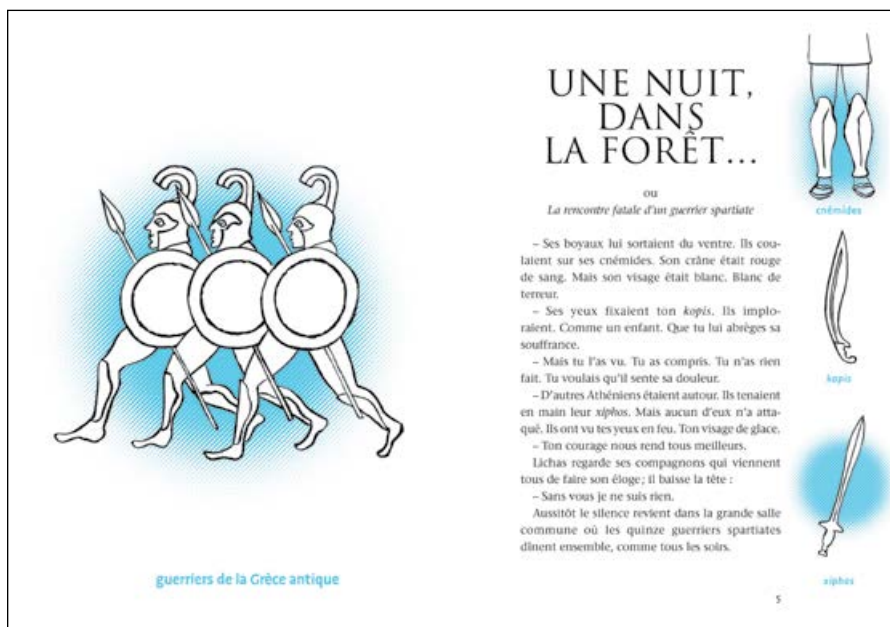 guerriers de la Grèce antique
UNE NUIT,
DANS
LA FORÊT…
ou
La rencontre fatale d'un guerrier spartiate
– Ses boyaux lui sortaient du ventre. Ils cou-
laient sur ses cnémides. Son crâne était rouge
de sang. Mais son visage était blanc. Blanc de
terreur.
– Ses yeux fixaient ton kopis. Ils implo-
raient. Comme un enfant. Que tu lui abrèges sa
souffrance.
– Mais tu l'as vu. Tu as compris. Tu n'as rien
fait. Tu voulais qu'il sente sa douleur.
– D'autres Athéniens étaient autour. Ils tenaient
en main leur xiphos. Mais aucun d'eux n'a atta-
qué. Ils ont vu tes yeux en feu. Ton visage de glace.
– Ton courage nous rend tous meilleurs.
Lichas regarde ses compagnons qui viennent
tous de faire son éloge ; il baisse la tête :
– Sans vous je ne suis rien.
Aussitôt le silence revient dans la grande salle
commune où les quinze guerriers spartiates
dînent ensemble, comme tous les soirs.
cnémides
kopis
xiphos
5